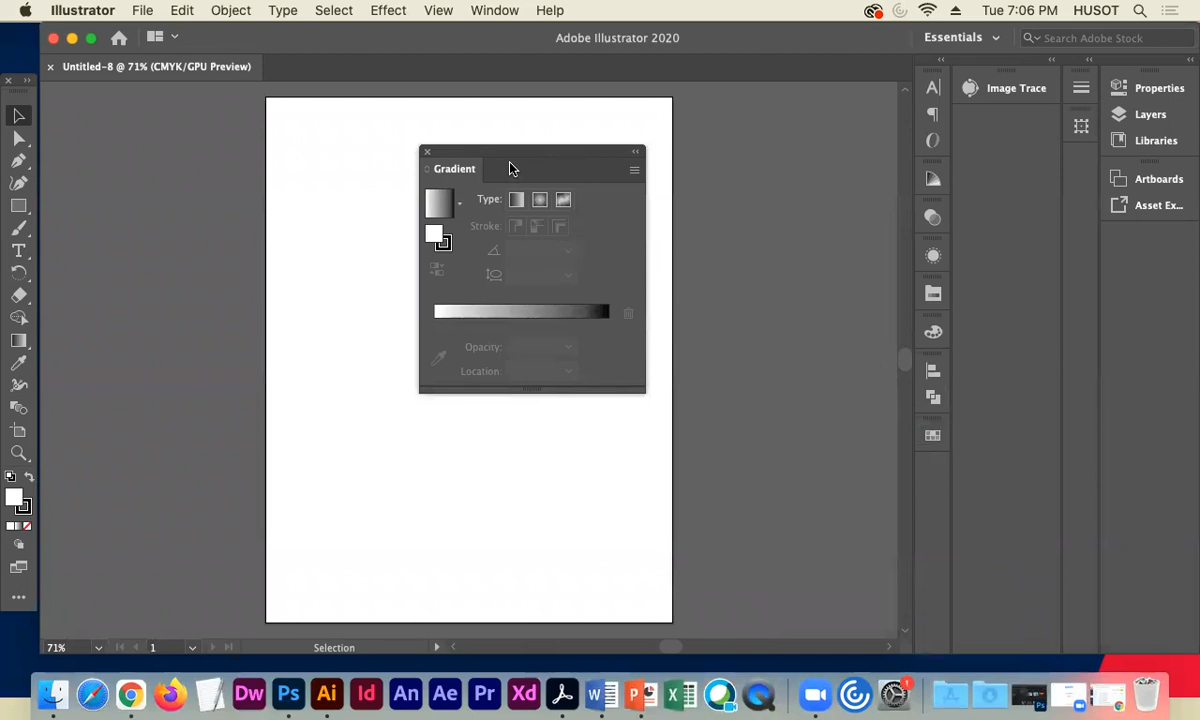 Illustrator File Edit Object Type Select Effect View Window Help Tue 7:06 PM HUSOT
Adobe Illustrator 2020 Essentials Search Adobe Stock
Untitled-8 @ 71% (CMYK/GPU Preview)
Gradient
Type:
Stroke:
Opacity:
Location:
Image Trace
Properties
Layers
Libraries
Artboards
Asset Ex...
71% 1 Selection
Dw Ps Ai Id An Ae Pr Xd
1